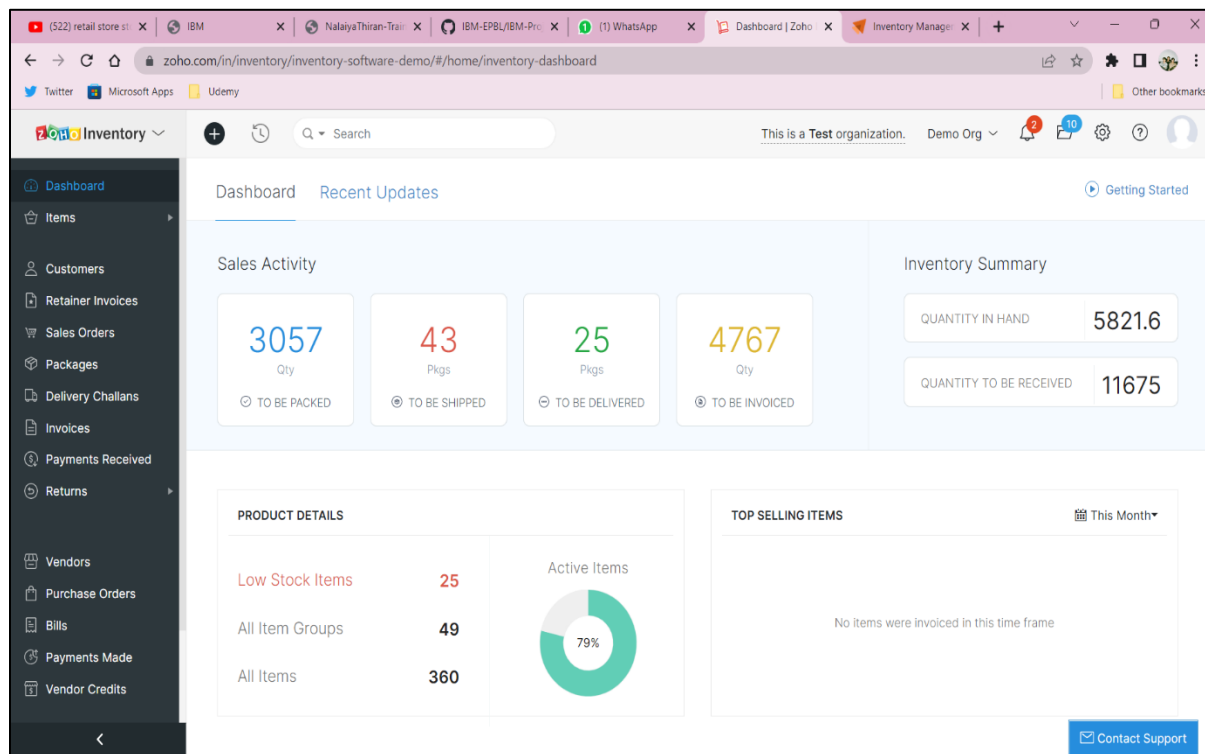 (522) retail store st
IBM
NalaiyaThiran-Train
IBM-EPBL/IBM-Pro
(1) WhatsApp
Dashboard | Zoho
Inventory Manage
zoho.com/in/inventory/inventory-software-demo/#/home/inventory-dashboard
Twitter
Microsoft Apps
Udemy
Other bookmarks
ZOHO Inventory
Search
This is a Test organization.
Demo Org
2
10
Dashboard
Items
Customers
Retainer Invoices
Sales Orders
Packages
Delivery Challans
Invoices
Payments Received
Returns
Vendors
Purchase Orders
Bills
Payments Made
Vendor Credits
Dashboard
Recent Updates
Getting Started
Sales Activity
3057
Qty
TO BE PACKED
43
Pkgs
TO BE SHIPPED
25
Pkgs
TO BE DELIVERED
4767
Qty
TO BE INVOICED
Inventory Summary
QUANTITY IN HAND 5821.6
QUANTITY TO BE RECEIVED 11675
PRODUCT DETAILS
Low Stock Items 25
All Item Groups 49
All Items 360
Active Items
79%
TOP SELLING ITEMS
This Month
No items were invoiced in this time frame
Contact Support